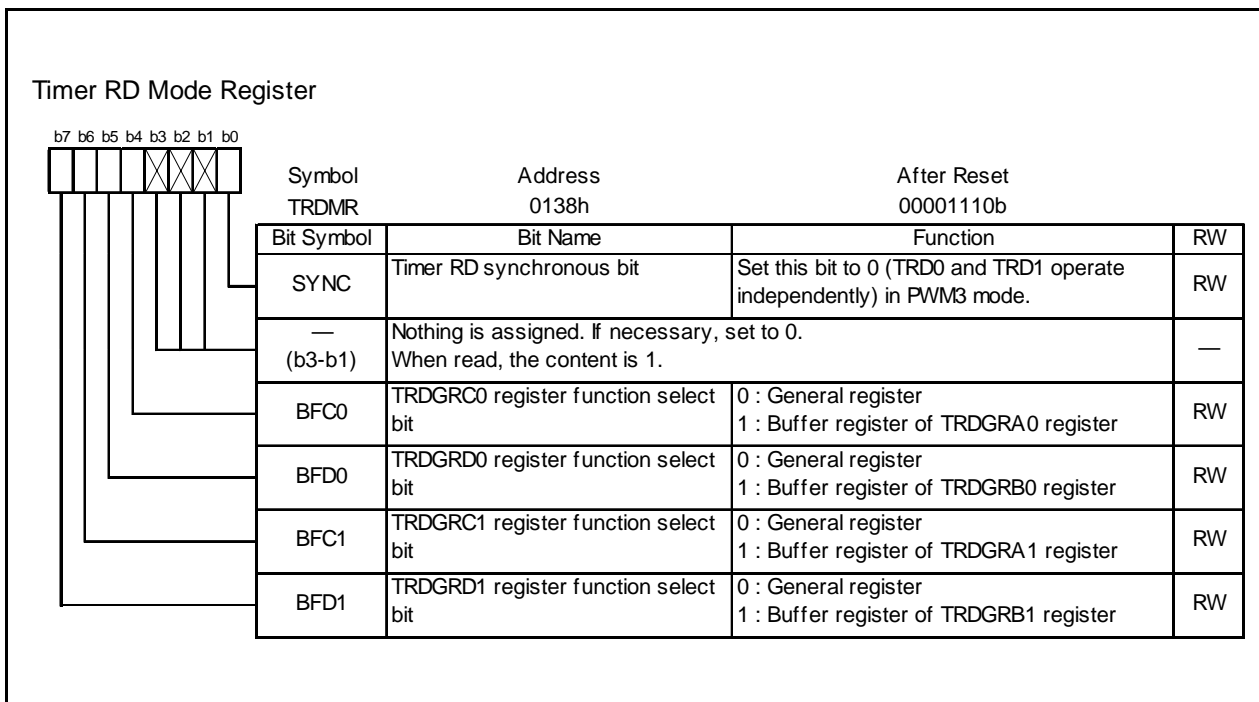 Timer RD Mode Register
b7 b6 b5 b4 b3 b2 b1 b0
Symbol Address After Reset
TRDMR 0138h 00001110b
Bit Symbol Bit Name Function RW
SYNC Timer RD synchronous bit Set this bit to 0 (TRD0 and TRD1 operate RW
independently) in PWM3 mode.
— Nothing is assigned. If necessary, set to 0. —
(b3-b1) When read, the content is 1.
BFC0 TRDGRC0 register function select 0 : General register RW
bit 1 : Buffer register of TRDGRA0 register
BFD0 TRDGRD0 register function select 0 : General register RW
bit 1 : Buffer register of TRDGRB0 register
BFC1 TRDGRC1 register function select 0 : General register RW
bit 1 : Buffer register of TRDGRA1 register
BFD1 TRDGRD1 register function select 0 : General register RW
bit 1 : Buffer register of TRDGRB1 register